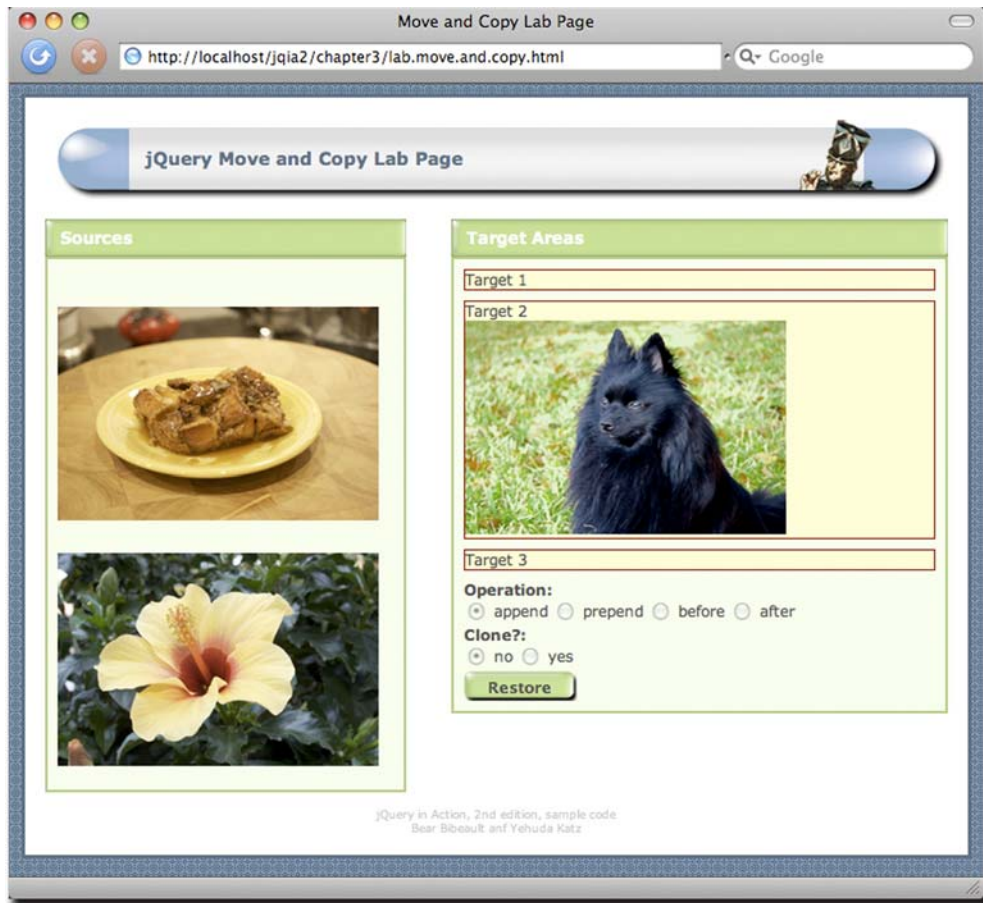 Move and Copy Lab Page
http://localhost/jqia2/chapter3/lab.move.and.copy.html
Google
jQuery Move and Copy Lab Page
Sources
Target Areas
Target 1
Target 2
Target 3
Operation:
append prepend before after
Clone?:
no yes
Restore
jQuery in Action, 2nd edition, sample code
Bear Bibeault anf Yehuda Katz